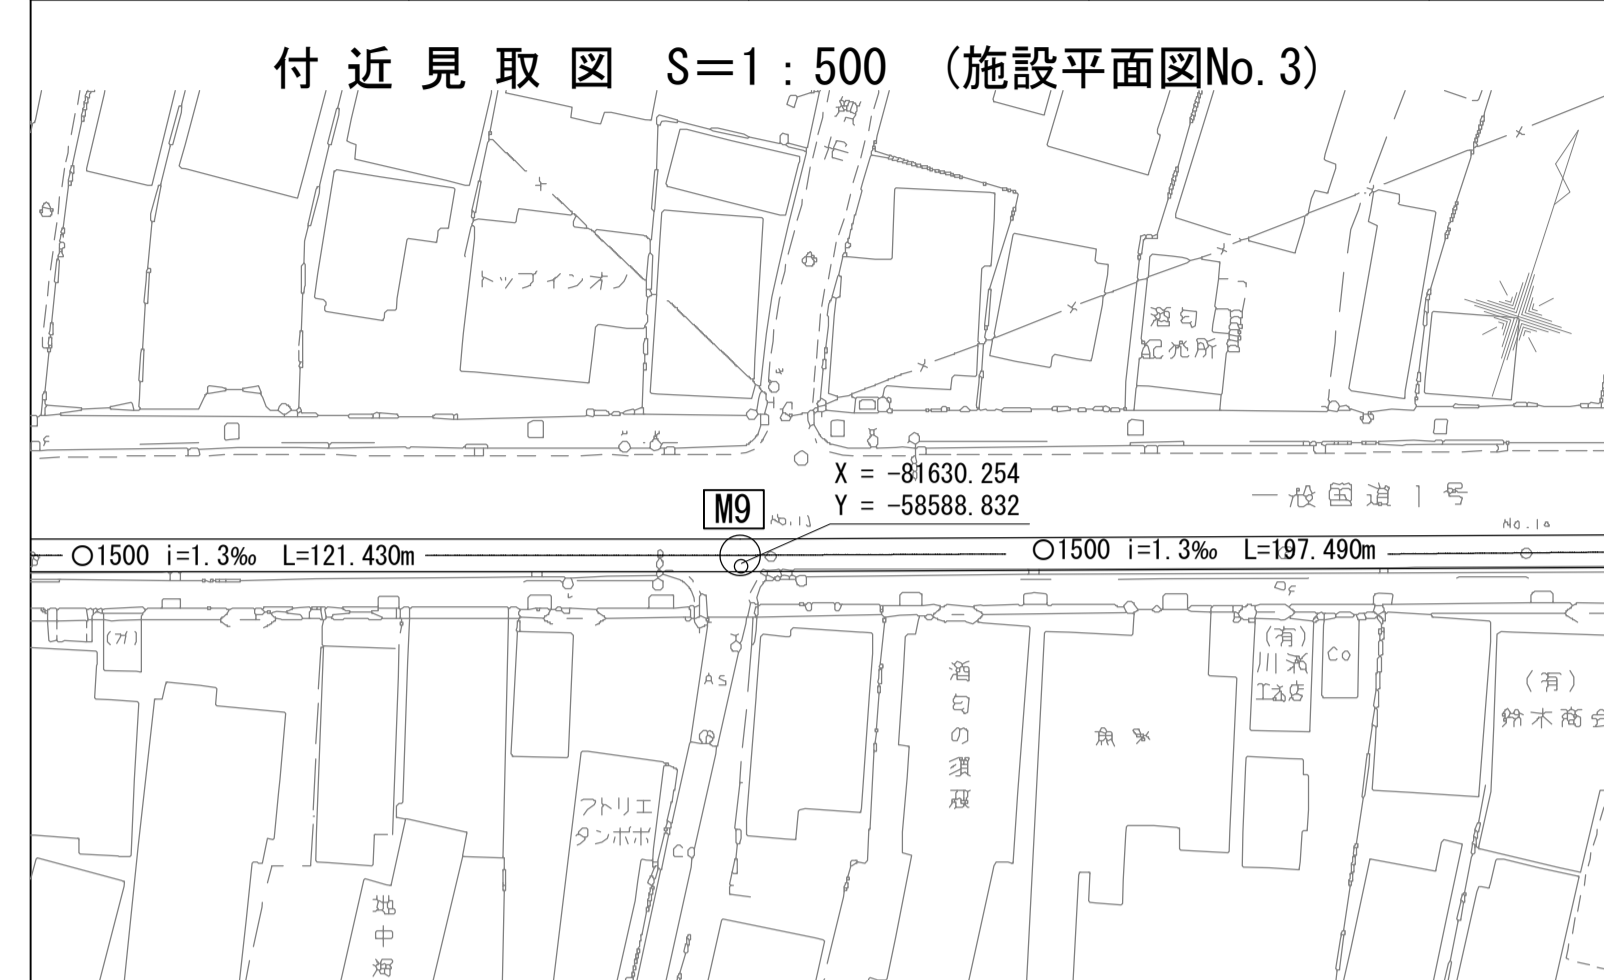 付近見取図 S=1:500 (施設平面図No.3)
トップインオノ
酒匂
配売所
X = -81630.254
Y = -58588.832
M9
No.11
一般国道1号
No.10
○1500 i=1.3‰ L=121.430m
○1500 i=1.3‰ L=197.490m
AS
Co
Co
アトリエ
タンポポ
地中海
酒匂の須
魚
(有)
川瀬
工務店
(有)
鈴木商会